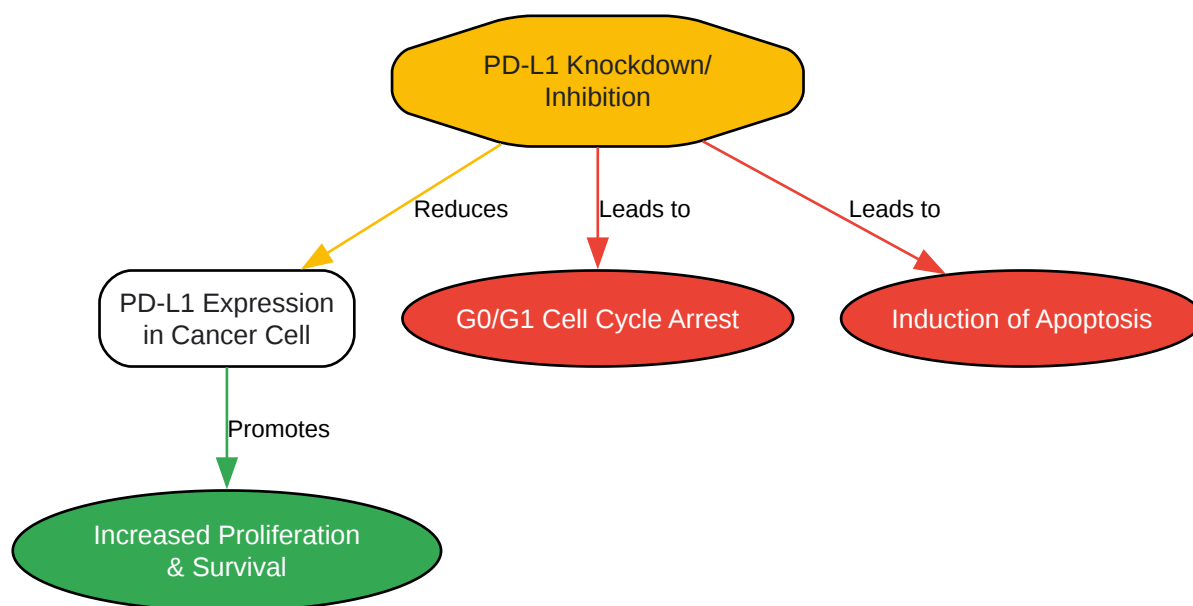 PD-L1 Knockdown/
Inhibition
Reduces
Leads to
Leads to
PD-L1 Expression
in Cancer Cell
G0/G1 Cell Cycle Arrest
Induction of Apoptosis
Promotes
Increased Proliferation
& Survival